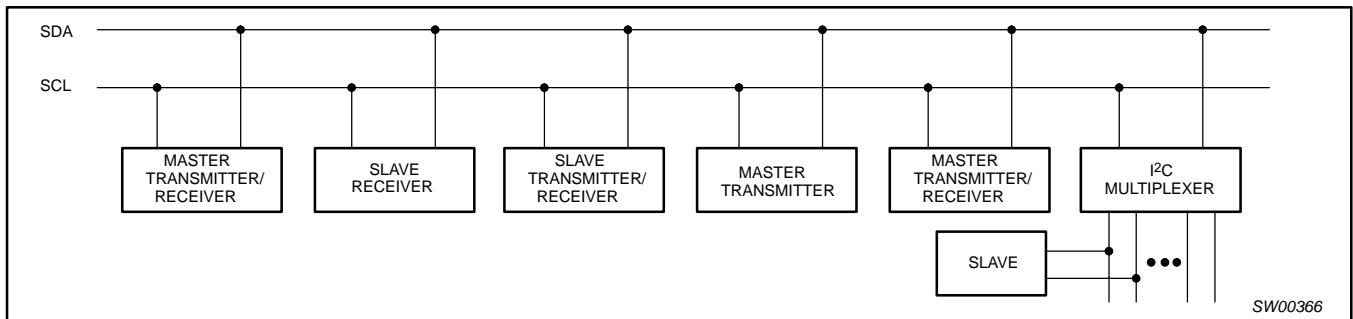 SDA
SCL
MASTER
TRANSMITTER/
RECEIVER
SLAVE
RECEIVER
SLAVE
TRANSMITTER/
RECEIVER
MASTER
TRANSMITTER
MASTER
TRANSMITTER/
RECEIVER
I²C
MULTIPLEXER
SLAVE
SW00366